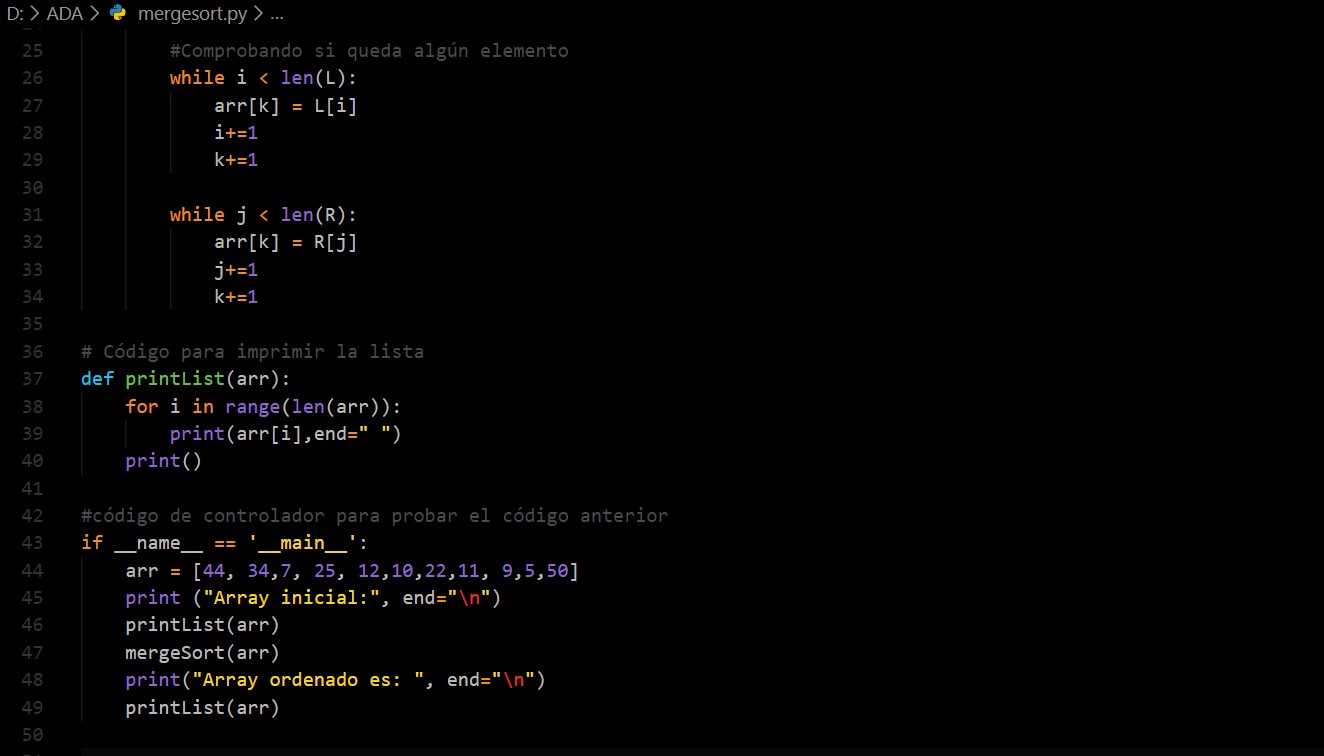 D: > ADA > mergesort.py > ...
25 #Comprobando si queda algún elemento
26 while i < len(L):
27 arr[k] = L[i]
28 i+=1
29 k+=1
30
31 while j < len(R):
32 arr[k] = R[j]
33 j+=1
34 k+=1
35
36 # Código para imprimir la lista
37 def printList(arr):
38 for i in range(len(arr)):
39 print(arr[i],end=" ")
40 print()
41
42 #código de controlador para probar el código anterior
43 if __name__ == '__main__':
44 arr = [44, 34,7, 25, 12,10,22,11, 9,5,50]
45 print ("Array inicial:", end="\n")
46 printList(arr)
47 mergeSort(arr)
48 print("Array ordenado es: ", end="\n")
49 printList(arr)
50